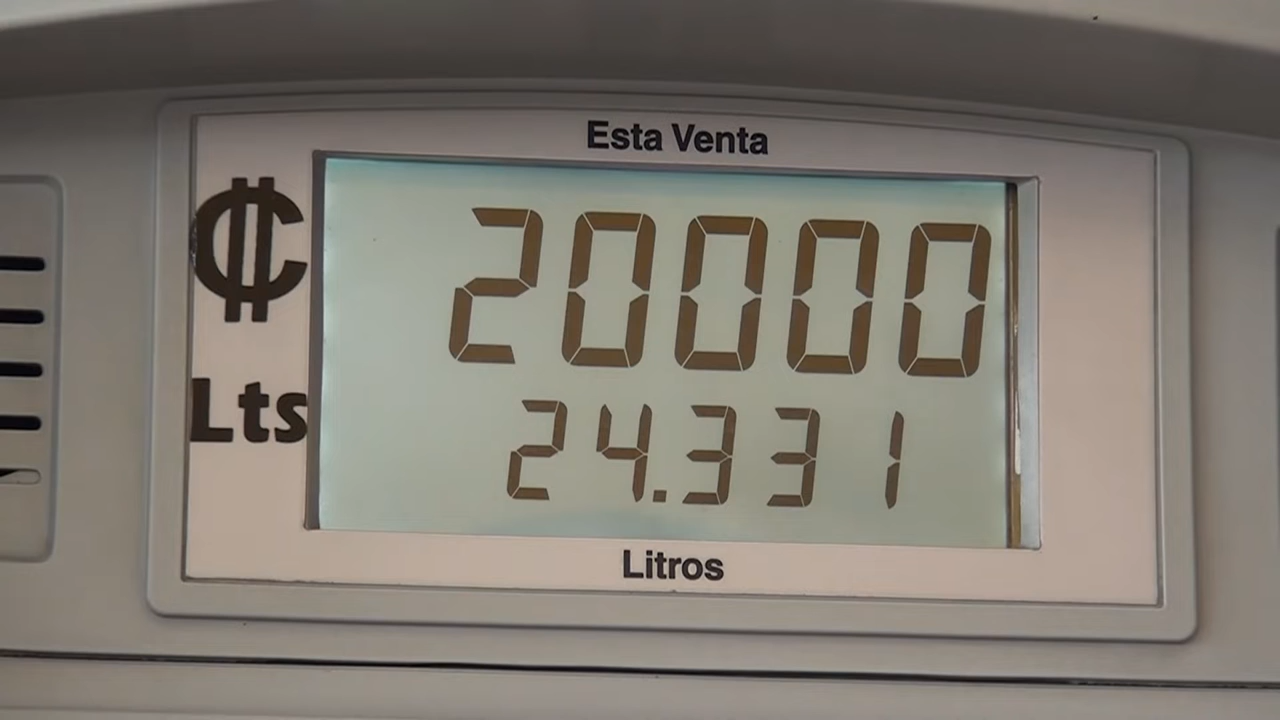 Esta Venta
₡ 20000
Lts 24.331
Litros